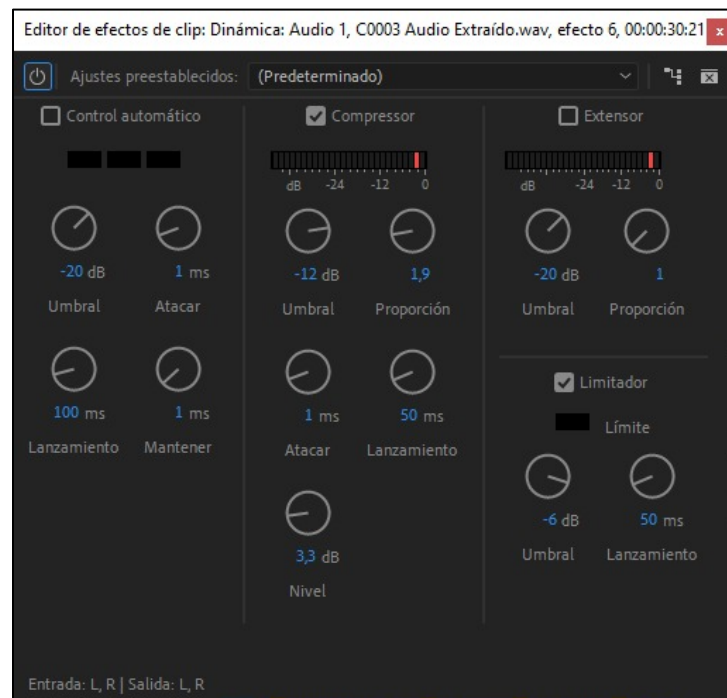 Editor de efectos de clip: Dinámica: Audio 1, C0003 Audio Extraído.wav, efecto 6, 00:00:30:21 x
Ajustes preestablecidos: (Predeterminado)
Control automático
-20 dB 1 ms
Umbral Atacar
100 ms 1 ms
Lanzamiento Mantener
Compressor
dB -24 -12 0
-12 dB 1,9
Umbral Proporción
1 ms 50 ms
Atacar Lanzamiento
3,3 dB
Nivel
Extensor
dB -24 -12 0
-20 dB 1
Umbral Proporción
Limitador
Límite
-6 dB 50 ms
Umbral Lanzamiento
Entrada: L, R | Salida: L, R